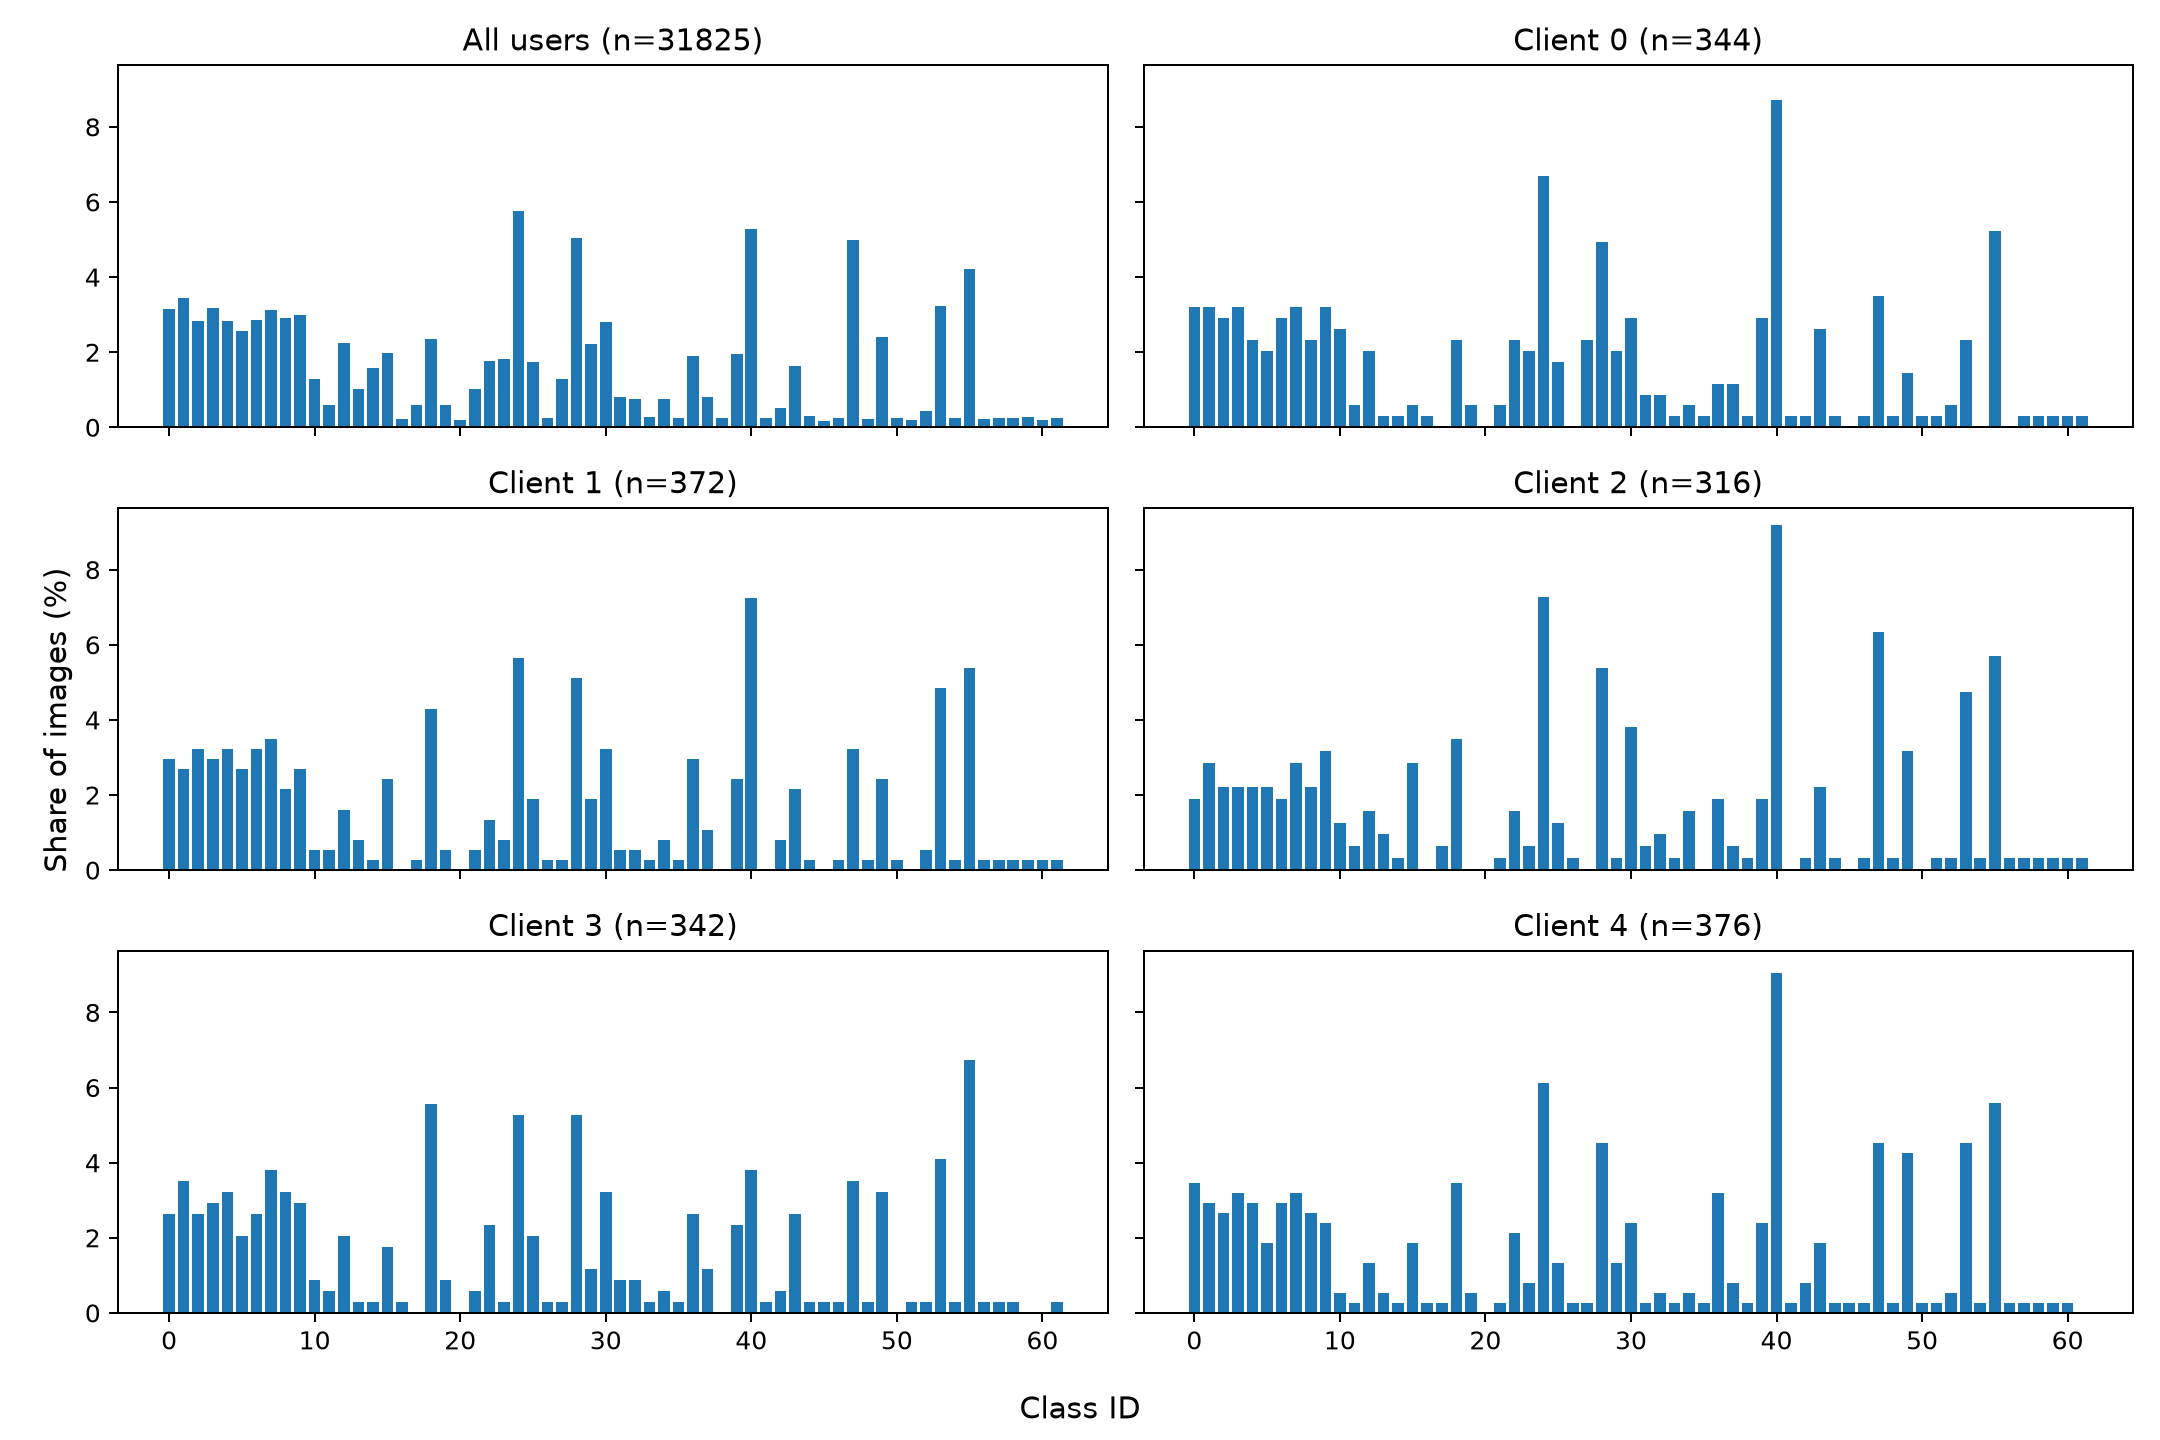 All users (n=31825)
Client 0 (n=344)
8
6
4
2
0
Client 1 (n=372)
Client 2 (n=316)
Share of images (%)
8
6
4
2
0
Client 3 (n=342)
Client 4 (n=376)
8
6
4
2
0
0 10 20 30 40 50 60
0 10 20 30 40 50 60
Class ID